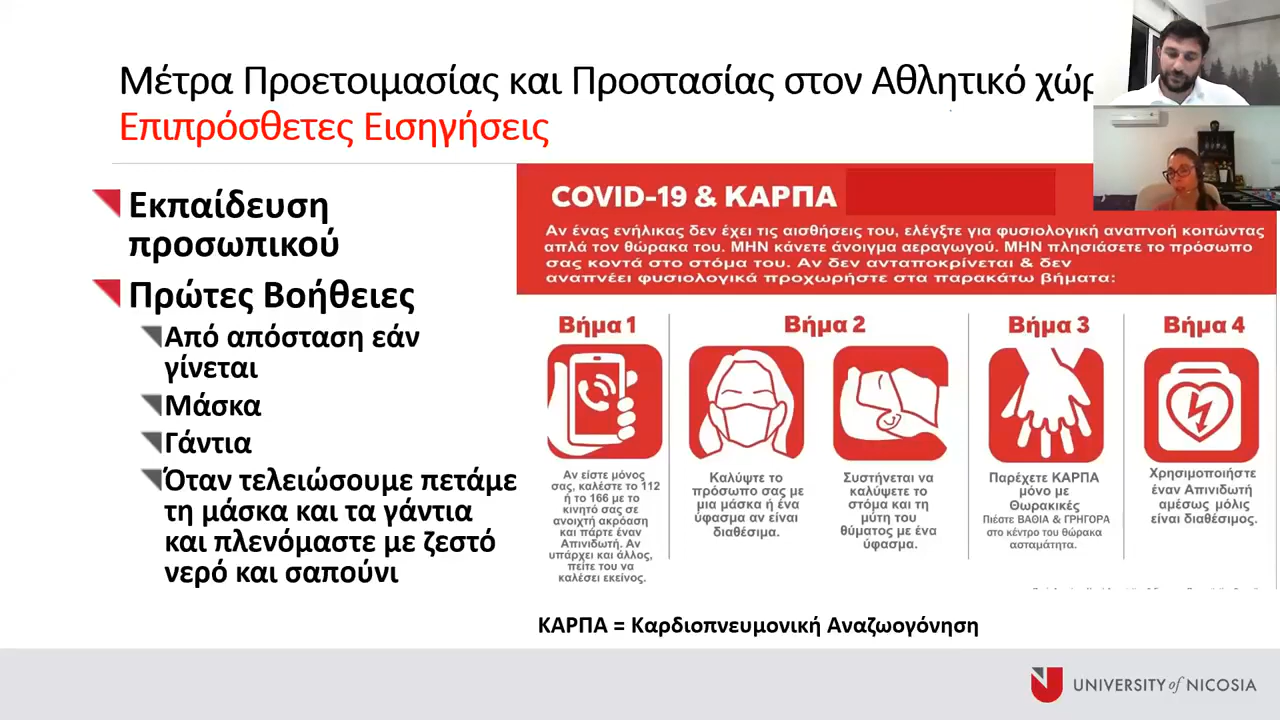 Μέτρα Προετοιμασίας και Προστασίας στον Αθλητικό χώρ
Επιπρόσθετες Εισηγήσεις
Εκπαίδευση
προσωπικού
Πρώτες Βοήθειες
Από απόσταση εάν
γίνεται
Μάσκα
Γάντια
Όταν τελειώσουμε πετάμε
τη μάσκα και τα γάντια
και πλενόμαστε με ζεστό
νερό και σαπούνι
COVID-19 & ΚΑΡΠΑ
Αν ένας ενήλικας δεν έχει τις αισθήσεις του, ελέγξτε για φυσιολογική αναπνοή κοιτώντας
απλά τον θώρακα του. ΜΗΝ κάνετε άνοιγμα αεραγωγού. ΜΗΝ πλησιάσετε το πρόσωπο
σας κοντά στο στόμα του. Αν δεν ανταποκρίνεται & δεν
αναπνέει φυσιολογικά προχωρήστε στα παρακάτω βήματα:
Βήμα 1
Αν είστε μόνος
σας, καλέστε το 112
ή το 166 με το
κινητό σας σε
ανοιχτή ακρόαση
και πάρτε έναν
Απινιδωτή. Αν
υπάρχει και άλλος,
πείτε του να
καλέσει εκείνος.
Βήμα 2
Καλύψτε το
πρόσωπο σας με
μια μάσκα ή ένα
ύφασμα αν είναι
διαθέσιμα.
Συστήνεται να
καλύψετε το
στόμα και τη
μύτη του
θύματος με ένα
ύφασμα.
Βήμα 3
Παρέχετε ΚΑΡΠΑ
μόνο με
Θωρακικές
Πιέστε ΒΑΘΙΑ & ΓΡΗΓΟΡΑ
στο κέντρο του θώρακα
ασταμάτητα.
Βήμα 4
Χρησιμοποιήστε
έναν Απινιδωτή
αμέσως μόλις
είναι διαθέσιμος.
ΚΑΡΠΑ = Καρδιοπνευμονική Αναζωογόνηση
UNIVERSITY of NICOSIA